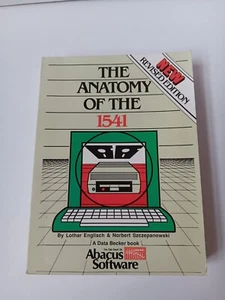 NEW
REVISED EDITION
THE
ANATOMY
OF THE
1541
By Lothar Englisch & Norbert Szczepanowski
A Data Becker book
Abacus
Software